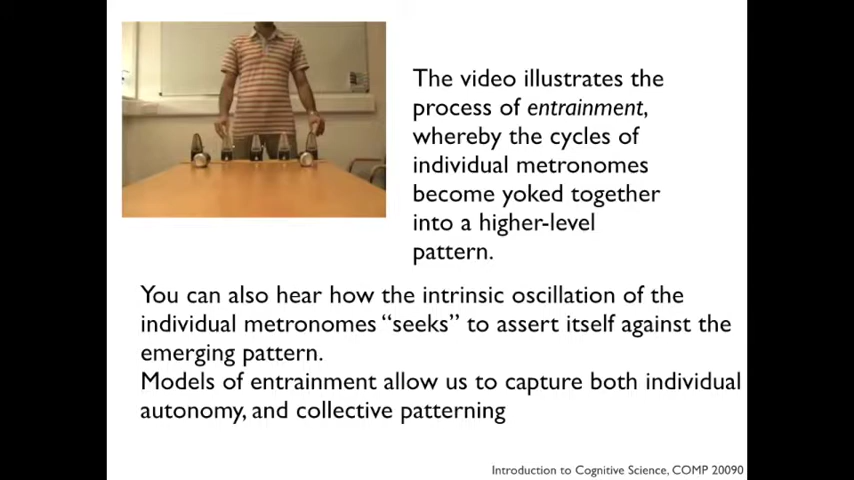 The video illustrates the
process of entrainment,
whereby the cycles of
individual metronomes
become yoked together
into a higher-level
pattern.
You can also hear how the intrinsic oscillation of the
individual metronomes “seeks” to assert itself against the
emerging pattern.
Models of entrainment allow us to capture both individual
autonomy, and collective patterning
Introduction to Cognitive Science, COMP 20090